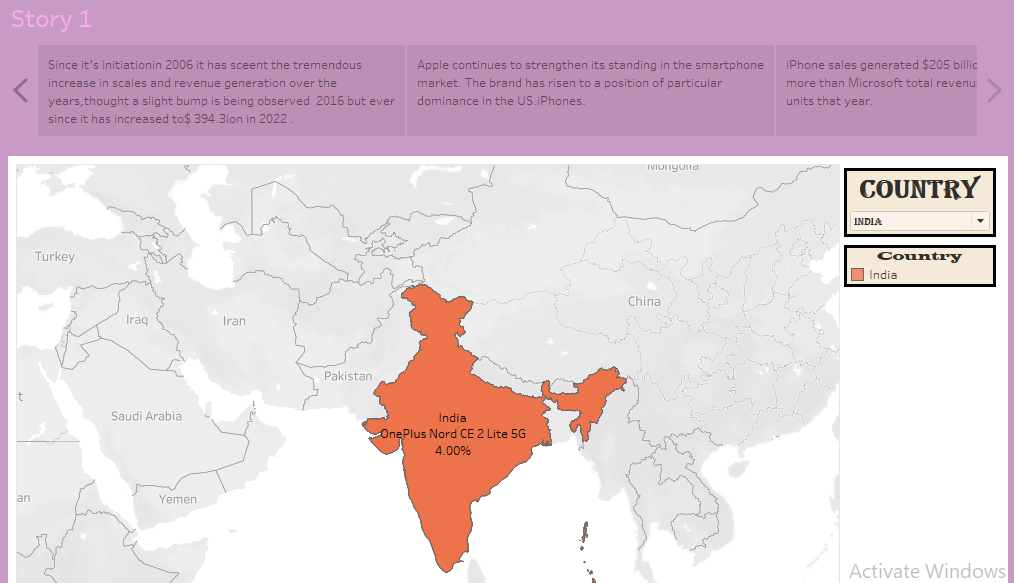 Story 1
Since it's initiationin 2006 it has sceent the tremendous
increase in scales and revenue generation over the
years,thought a slight bump is being observed 2016 but ever
since it has increased to$ 394.3ion in 2022 .
Apple continues to strengthen its standing in the smartphone
market. The brand has risen to a position of particular
dominance in the US.iPhones.
iPhone sales generated $205 billic
more than Microsoft total revenu
units that year.
Mongolia
COUNTRY
INDIA
Country
India
Turkey
China
Iraq
Iran
Pakistan
Saudi Arabia
India
OnePlus Nord CE 2 Lite 5G
4.00%
Yemen
Activate Windows